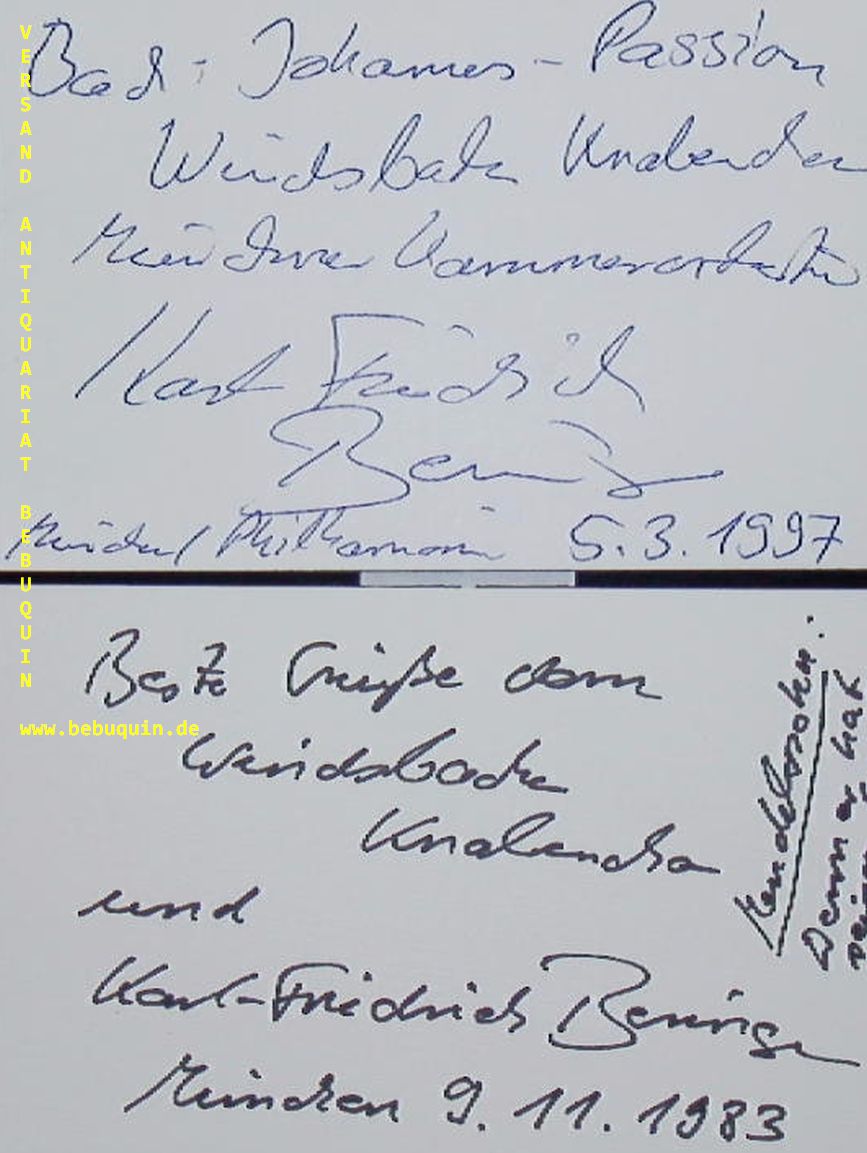 Bach: Johannes-Passion
Windsbacher Knabenchor
Münchner Kammerorchester
Karl Friedrich
Beringer
München / Philharmonie 5.3.1997
Beste Grüße vom
Windsbacher
Knabenchor
und
Karl-Friedrich Beringer
München 9.11.1983
Mendelssohn:
Denn er hat
VERSAND ANTIQUARIAT BEBUQUIN
www.bebuquin.de